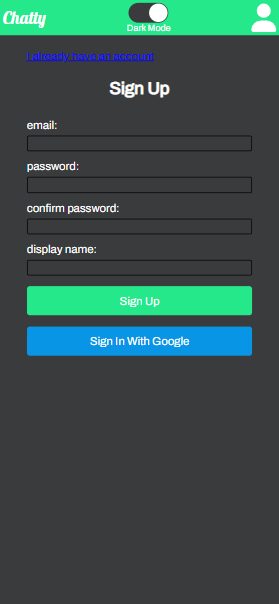 Chatly
Dark Mode
I already have an account
Sign Up
email:
password:
confirm password:
display name:
Sign Up
Sign In With Google